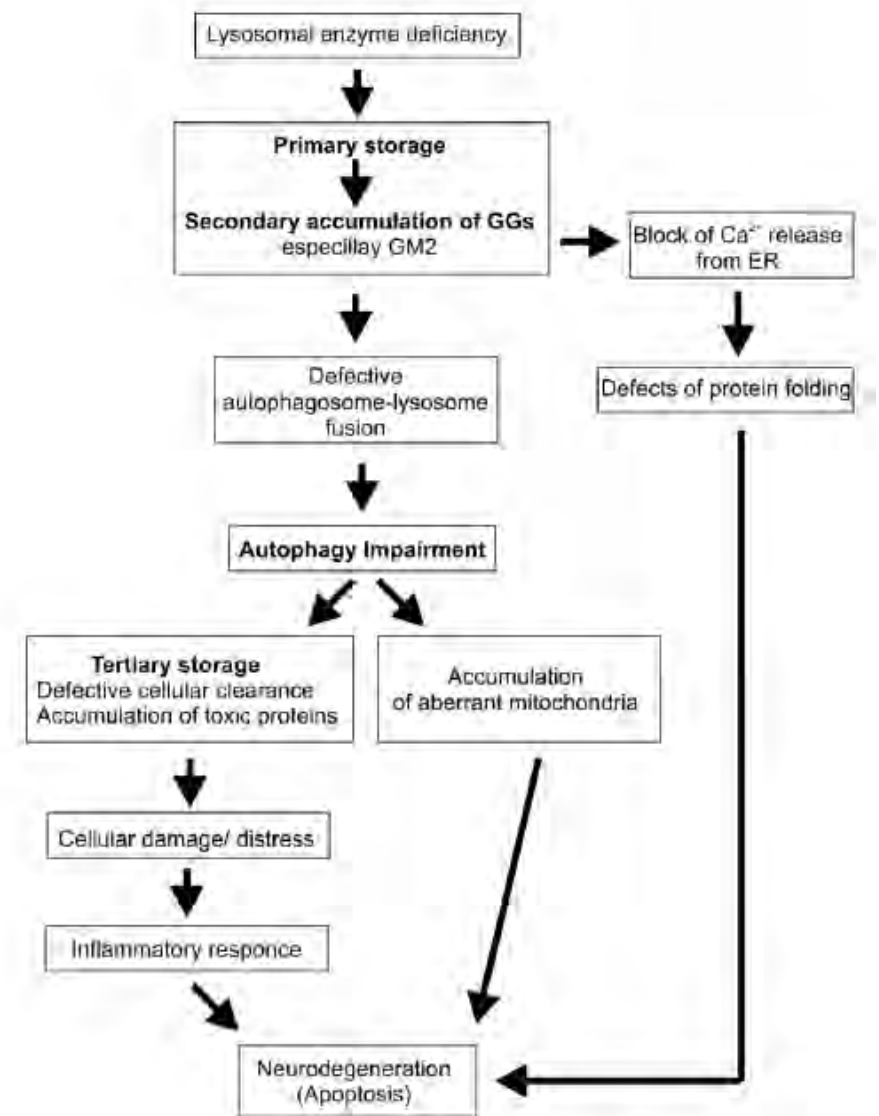 Lysosomal enzyme deficiency
Primary storage
Secondary accumulation of GGs
especillay GM2
Block of Ca²⁺ release
from ER
Defective
autophagosome-lysosome
fusion
Defects of protein folding
Autophagy Impairment
Tertiary storage
Defective cellular clearance
Accumulation of toxic proteins
Accumulation
of aberrant mitochondria
Cellular damage/ distress
Inflammatory responce
Neurodegeneration
(Apoptosis)